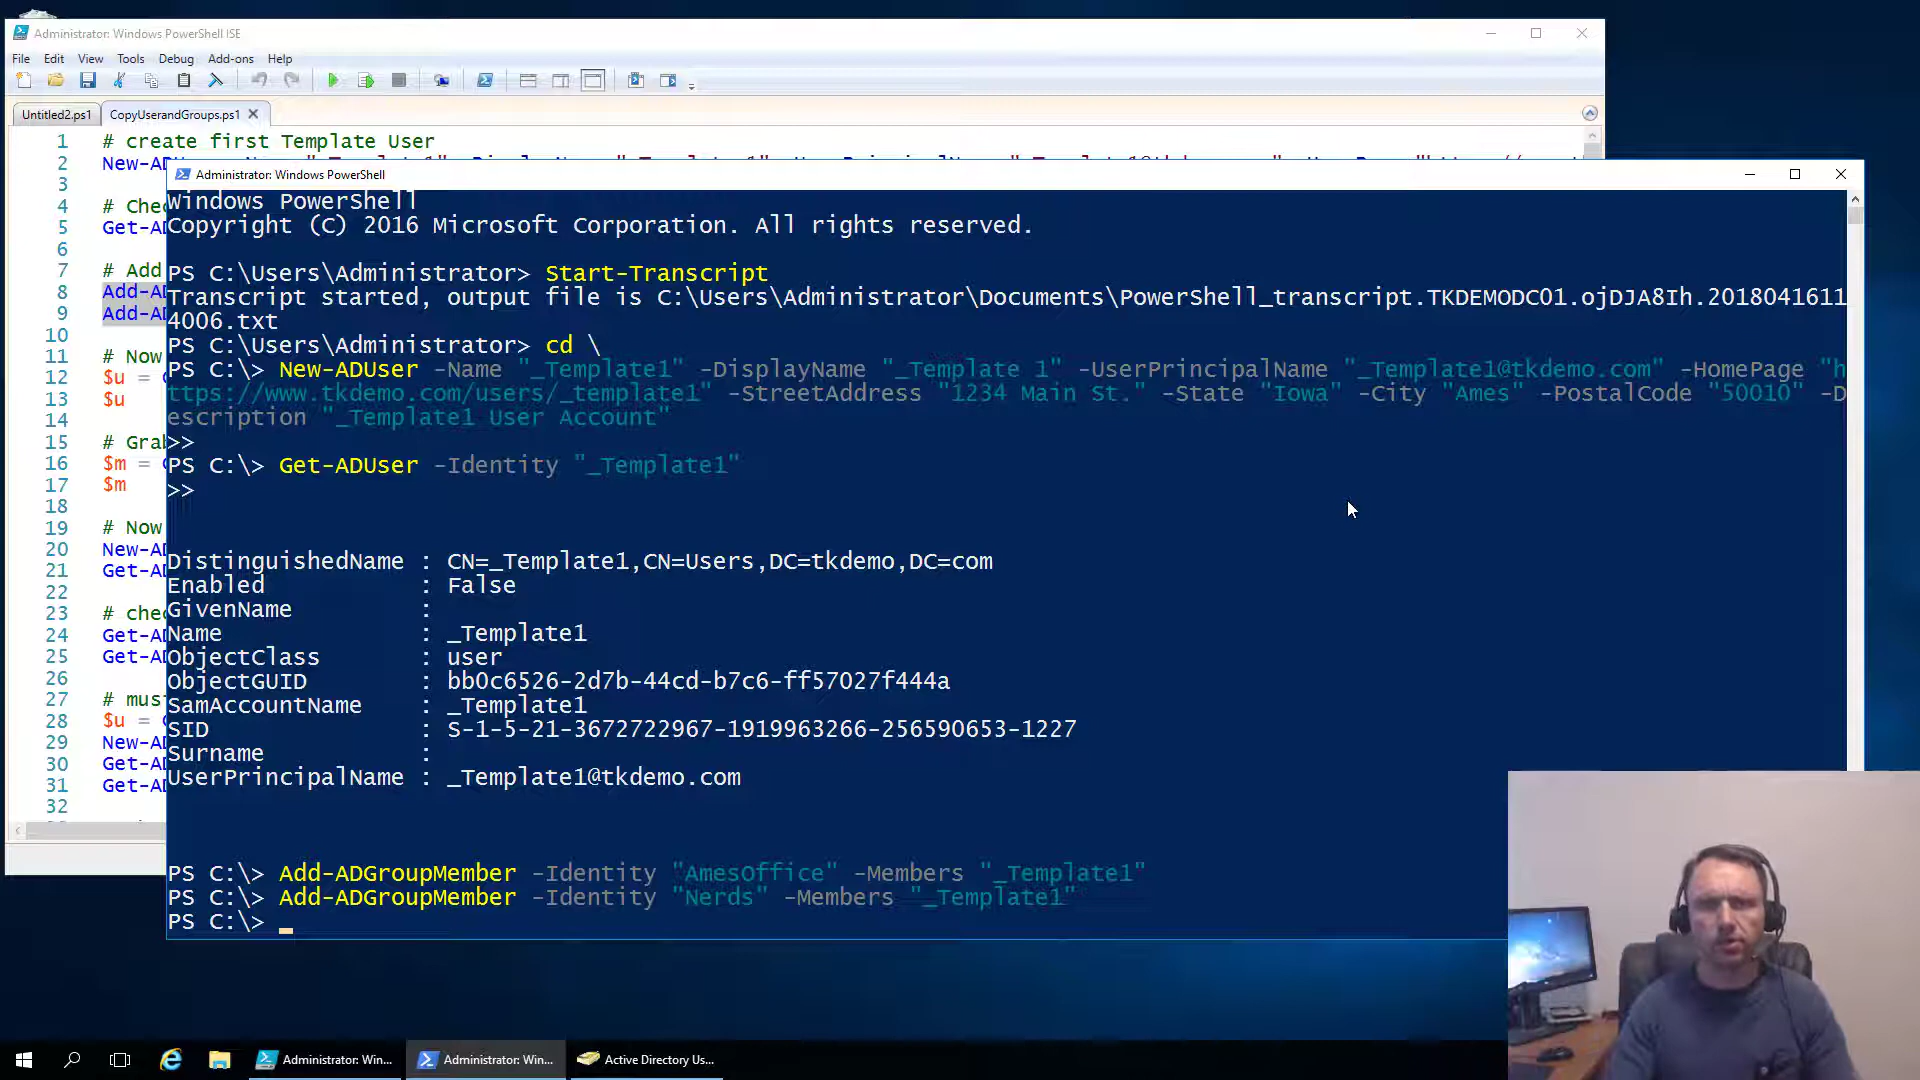 Administrator: Windows PowerShell ISE
File Edit View Tools Debug Add-ons Help
Untitled2.ps1 CopyUserandGroups.ps1
1 # create first Template User
2 New-AD
3
4 # Chec
5 Get-AD
6
7 # Add
8 Add-AD
9 Add-AD
10
11 # Now
12 $u =
13 $u
14
15 # Grab
16 $m =
17 $m
18
19 # Now
20 New-AD
21 Get-AD
22
23 # chec
24 Get-AD
25 Get-AD
26
27 # mus
28 $u =
29 New-AD
30 Get-AD
31 Get-AD
32
Administrator: Windows PowerShell
Windows PowerShell
Copyright (C) 2016 Microsoft Corporation. All rights reserved.
PS C:\Users\Administrator> Start-Transcript
Transcript started, output file is C:\Users\Administrator\Documents\PowerShell_transcript.TKDEMODC01.ojDJA8Ih.2018041611
4006.txt
PS C:\Users\Administrator> cd \
PS C:\> New-ADUser -Name "_Template1" -DisplayName "_Template 1" -UserPrincipalName "_Template1@tkdemo.com" -HomePage "h
ttps://www.tkdemo.com/users/_template1" -StreetAddress "1234 Main St." -State "Iowa" -City "Ames" -PostalCode "50010" -D
escription "_Template1 User Account"
>>
PS C:\> Get-ADUser -Identity "_Template1"
>>
DistinguishedName : CN=_Template1,CN=Users,DC=tkdemo,DC=com
Enabled : False
GivenName :
Name : _Template1
ObjectClass : user
ObjectGUID : bb0c6526-2d7b-44cd-b7c6-ff57027f444a
SamAccountName : _Template1
SID : S-1-5-21-3672722967-1919963266-256590653-1227
Surname :
UserPrincipalName : _Template1@tkdemo.com
PS C:\> Add-ADGroupMember -Identity "AmesOffice" -Members "_Template1"
PS C:\> Add-ADGroupMember -Identity "Nerds" -Members "_Template1"
PS C:\>
Administrator: Win... Administrator: Win... Active Directory Us...